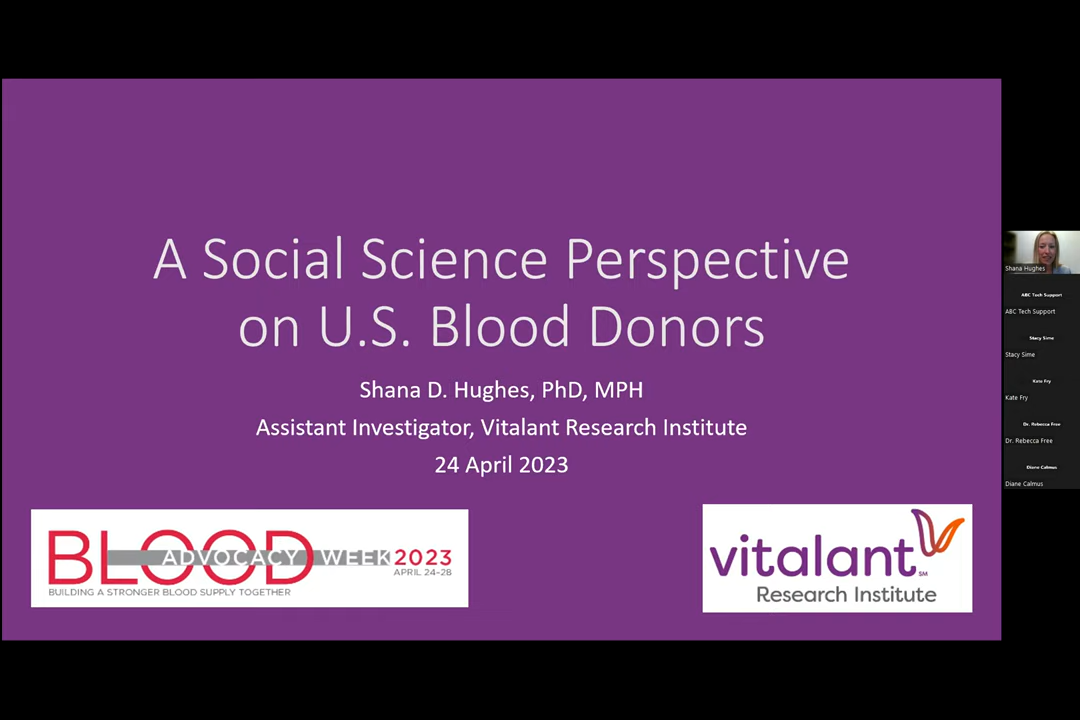 A Social Science Perspective
on U.S. Blood Donors
Shana D. Hughes, PhD, MPH
Assistant Investigator, Vitalant Research Institute
24 April 2023
BLOOD
ADVOCACY WEEK 2023
APRIL 24-28
BUILDING A STRONGER BLOOD SUPPLY TOGETHER
vitalant
SM
Research Institute
Shana Hughes
ABC Tech Support
ABC Tech Support
Stacy Sime
Stacy Sime
Kate Fry
Kate Fry
Dr. Rebecca Free
Dr. Rebecca Free
Diane Calmus
Diane Calmus